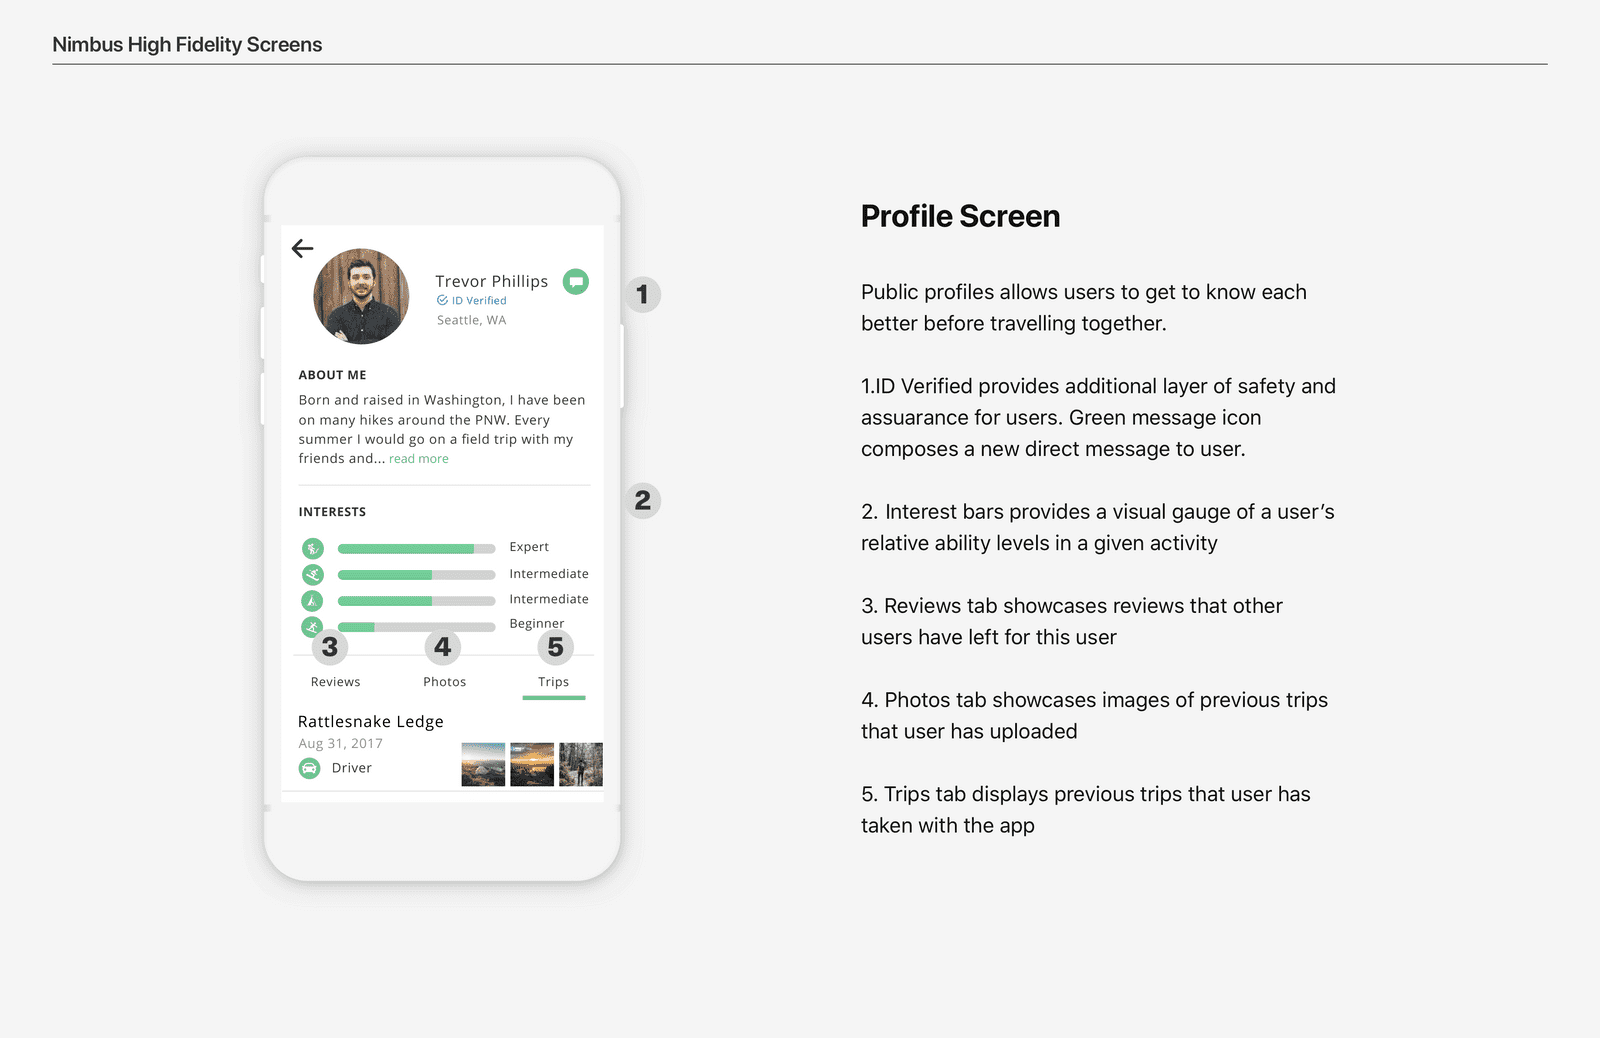 Nimbus High Fidelity Screens
Trevor Phillips
ID Verified
Seattle, WA
ABOUT ME
Born and raised in Washington, I have been
on many hikes around the PNW. Every
summer I would go on a field trip with my
friends and... read more
INTERESTS
Expert
Intermediate
Intermediate
Beginner
1
2
3
4
5
Reviews
Photos
Trips
Rattlesnake Ledge
Aug 31, 2017
Driver
Profile Screen
Public profiles allows users to get to know each
better before travelling together.
1.ID Verified provides additional layer of safety and
assuarance for users. Green message icon
composes a new direct message to user.
2. Interest bars provides a visual gauge of a user’s
relative ability levels in a given activity
3. Reviews tab showcases reviews that other
users have left for this user
4. Photos tab showcases images of previous trips
that user has uploaded
5. Trips tab displays previous trips that user has
taken with the app